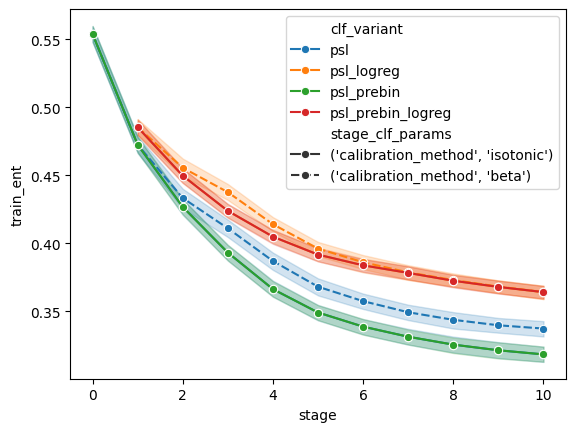 clf_variant
psl
psl_logreg
psl_prebin
psl_prebin_logreg
stage_clf_params
('calibration_method', 'isotonic')
('calibration_method', 'beta')
train_ent
0.55
0.50
0.45
0.40
0.35
0 2 4 6 8 10
stage